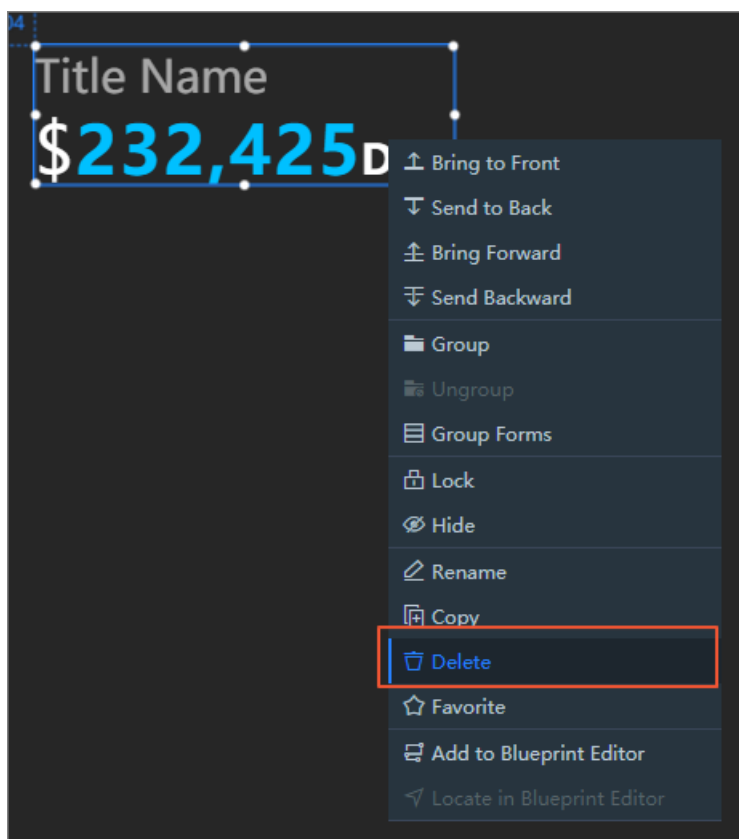 04
Title Name
$232,425D
Bring to Front
Send to Back
Bring Forward
Send Backward
Group
Ungroup
Group Forms
Lock
Hide
Rename
Copy
Delete
Favorite
Add to Blueprint Editor
Locate in Blueprint Editor